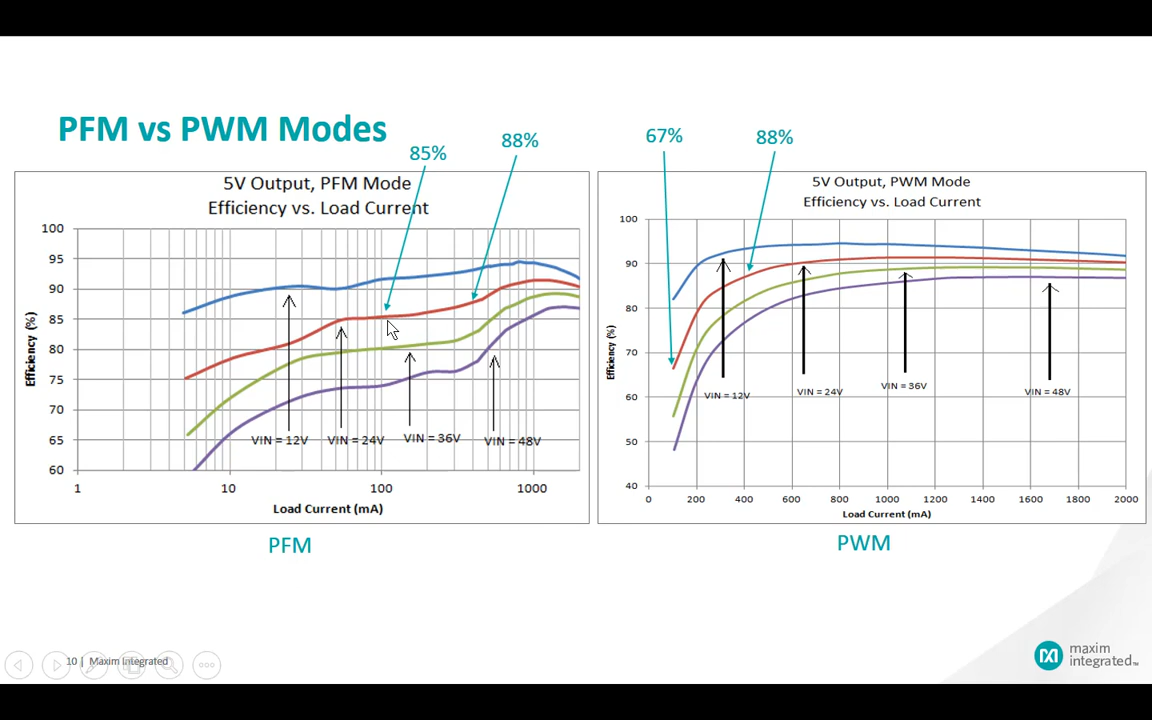 PFM vs PWM Modes
85%
88%
67%
88%
5V Output, PFM Mode
Efficiency vs. Load Current
100
95
90
85
80
75
70
65
60
Efficiency (%)
VIN = 12V
VIN = 24V
VIN = 36V
VIN = 48V
1
10
100
1000
Load Current (mA)
PFM
5V Output, PWM Mode
Efficiency vs. Load Current
100
90
80
70
60
50
40
Efficiency (%)
VIN = 12V
VIN = 24V
VIN = 36V
VIN = 48V
0
200
400
600
800
1000
1200
1400
1600
1800
2000
Load Current (mA)
PWM
10 | Maxim Integrated
maxim
integrated™